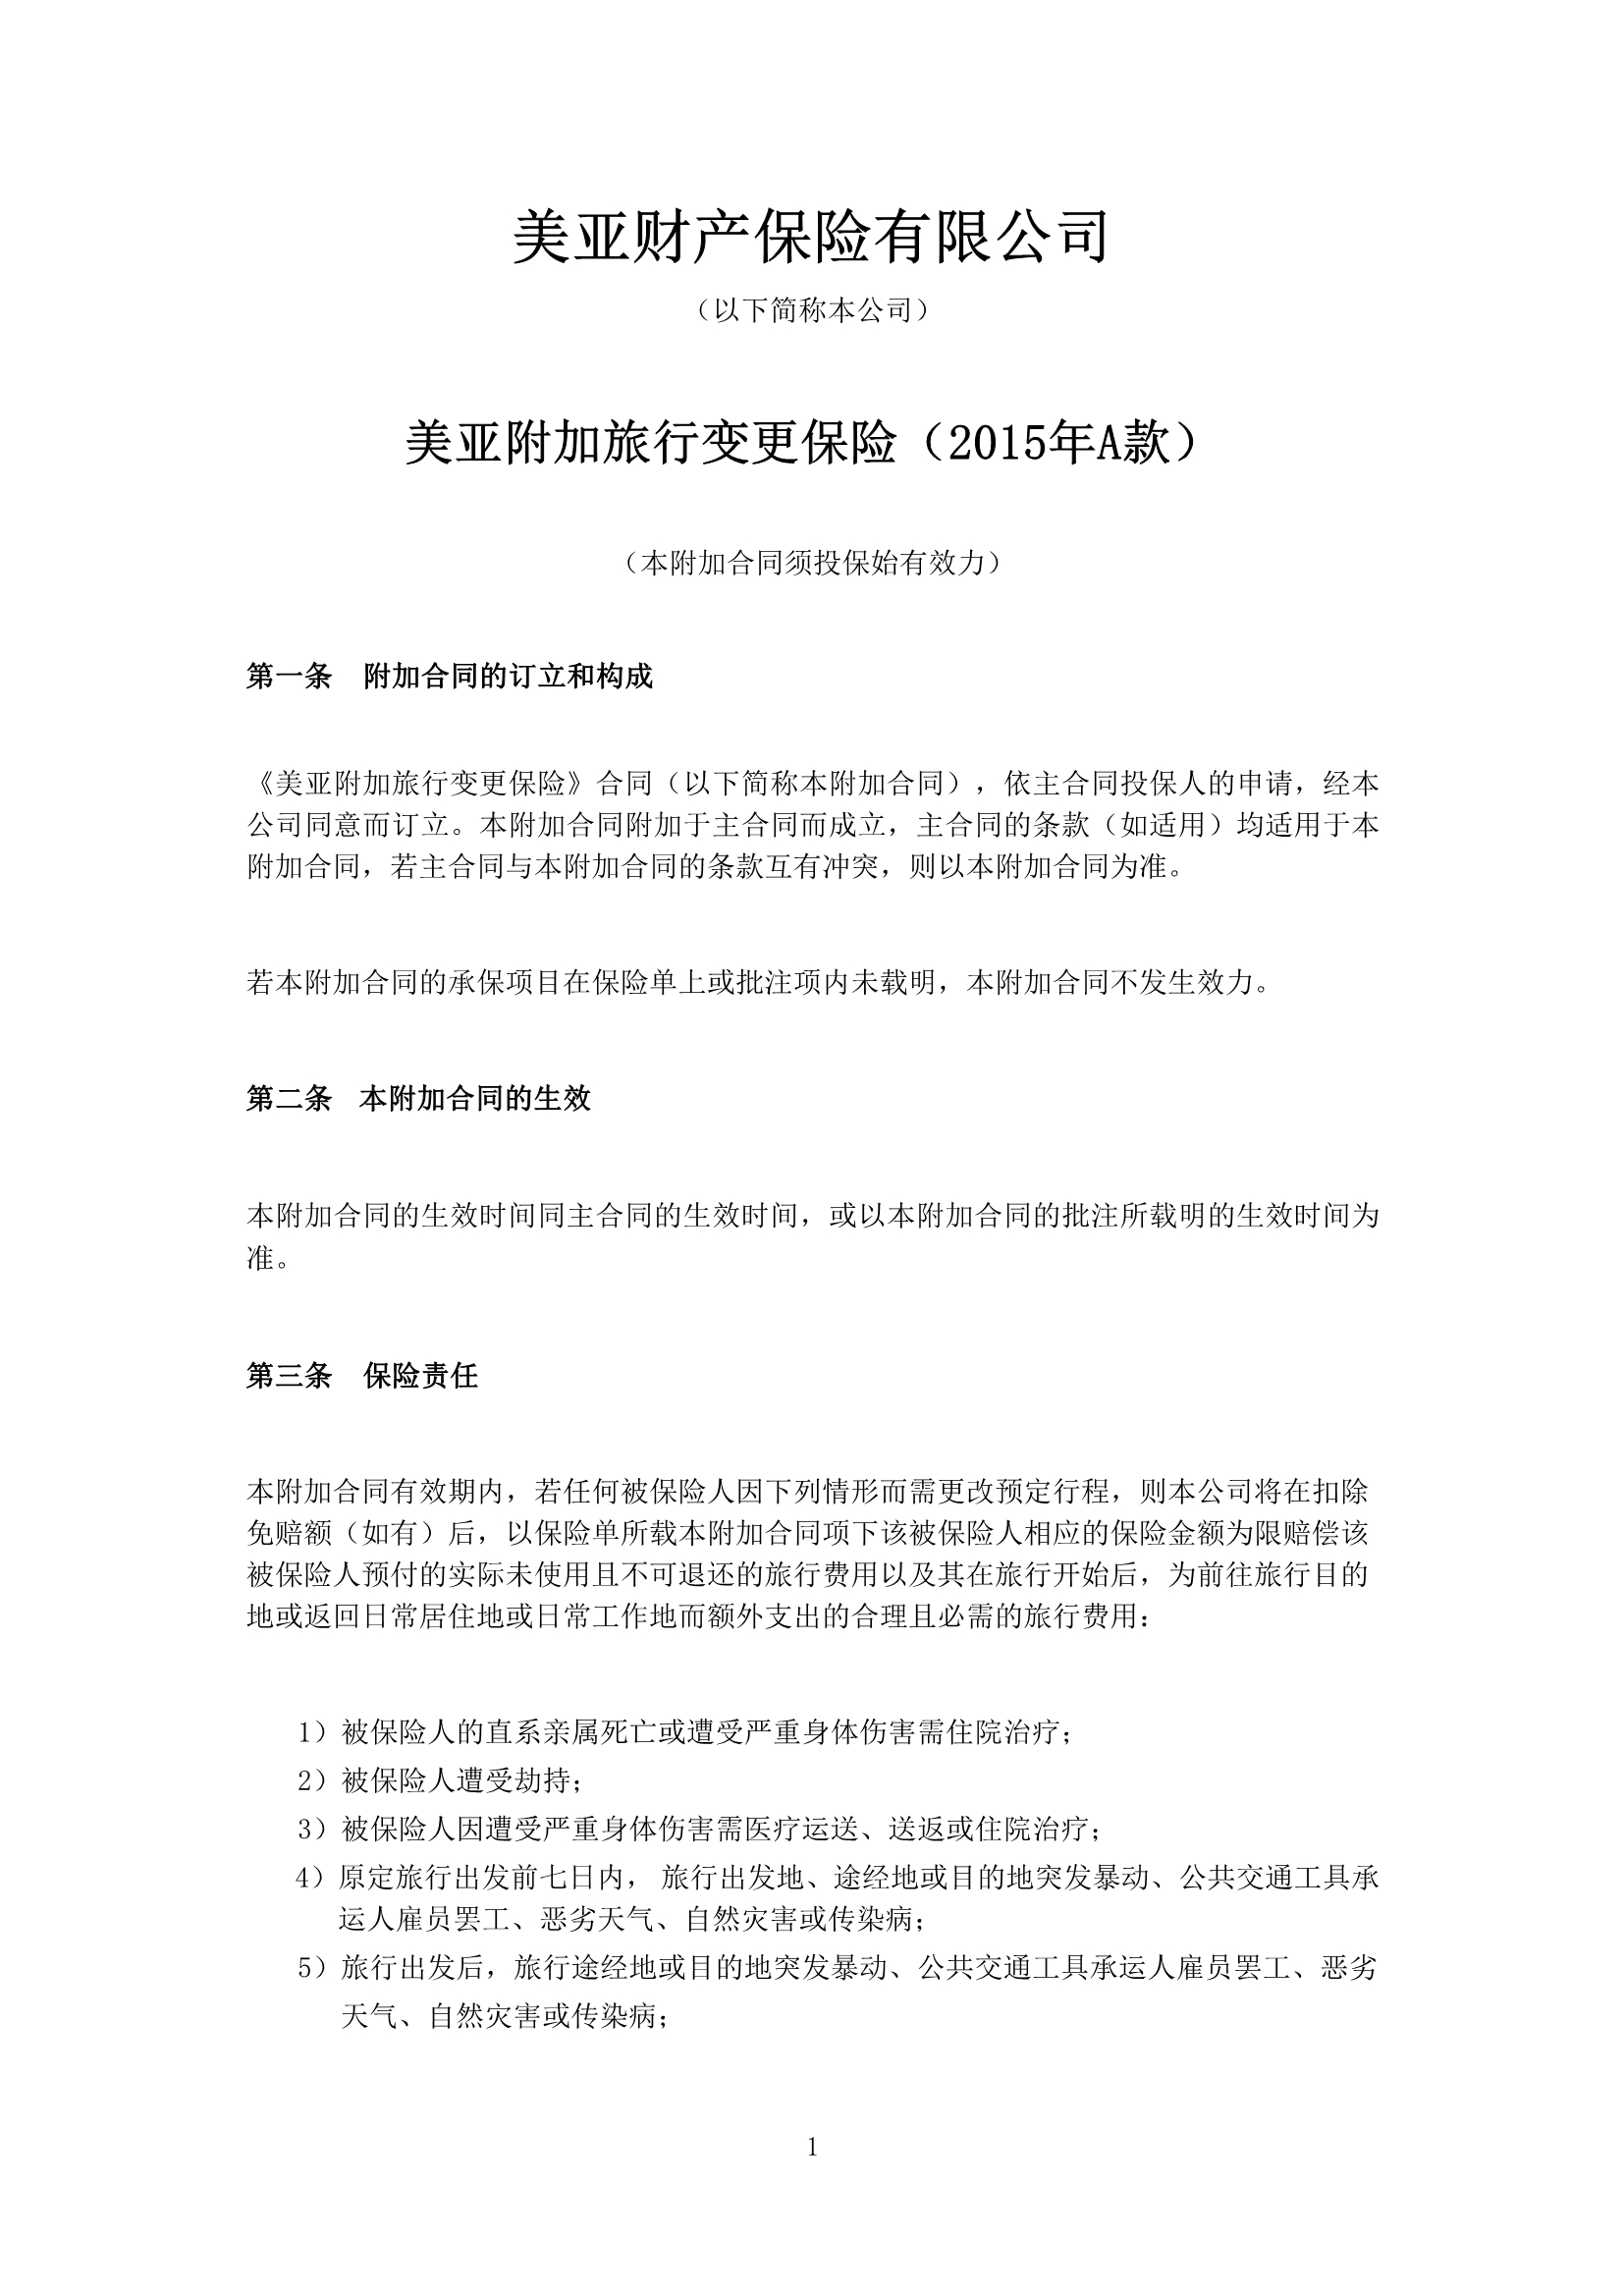 美亚财产保险有限公司
（以下简称本公司）
美亚附加旅行变更保险（2015年A款）
（本附加合同须投保始有效力）
第一条　附加合同的订立和构成
《美亚附加旅行变更保险》合同（以下简称本附加合同），依主合同投保人的申请，经本
公司同意而订立。本附加合同附加于主合同而成立，主合同的条款（如适用）均适用于本
附加合同，若主合同与本附加合同的条款互有冲突，则以本附加合同为准。
若本附加合同的承保项目在保险单上或批注项内未载明，本附加合同不发生效力。
第二条　本附加合同的生效
本附加合同的生效时间同主合同的生效时间，或以本附加合同的批注所载明的生效时间为
准。
第三条　保险责任
本附加合同有效期内，若任何被保险人因下列情形而需更改预定行程，则本公司将在扣除
免赔额（如有）后，以保险单所载本附加合同项下该被保险人相应的保险金额为限赔偿该
被保险人预付的实际未使用且不可退还的旅行费用以及其在旅行开始后，为前往旅行目的
地或返回日常居住地或日常工作地而额外支出的合理且必需的旅行费用：
1）被保险人的直系亲属死亡或遭受严重身体伤害需住院治疗；
2）被保险人遭受劫持；
3）被保险人因遭受严重身体伤害需医疗运送、送返或住院治疗；
4）原定旅行出发前七日内， 旅行出发地、途经地或目的地突发暴动、公共交通工具承
运人雇员罢工、恶劣天气、自然灾害或传染病；
5）旅行出发后，旅行途经地或目的地突发暴动、公共交通工具承运人雇员罢工、恶劣
天气、自然灾害或传染病；
1